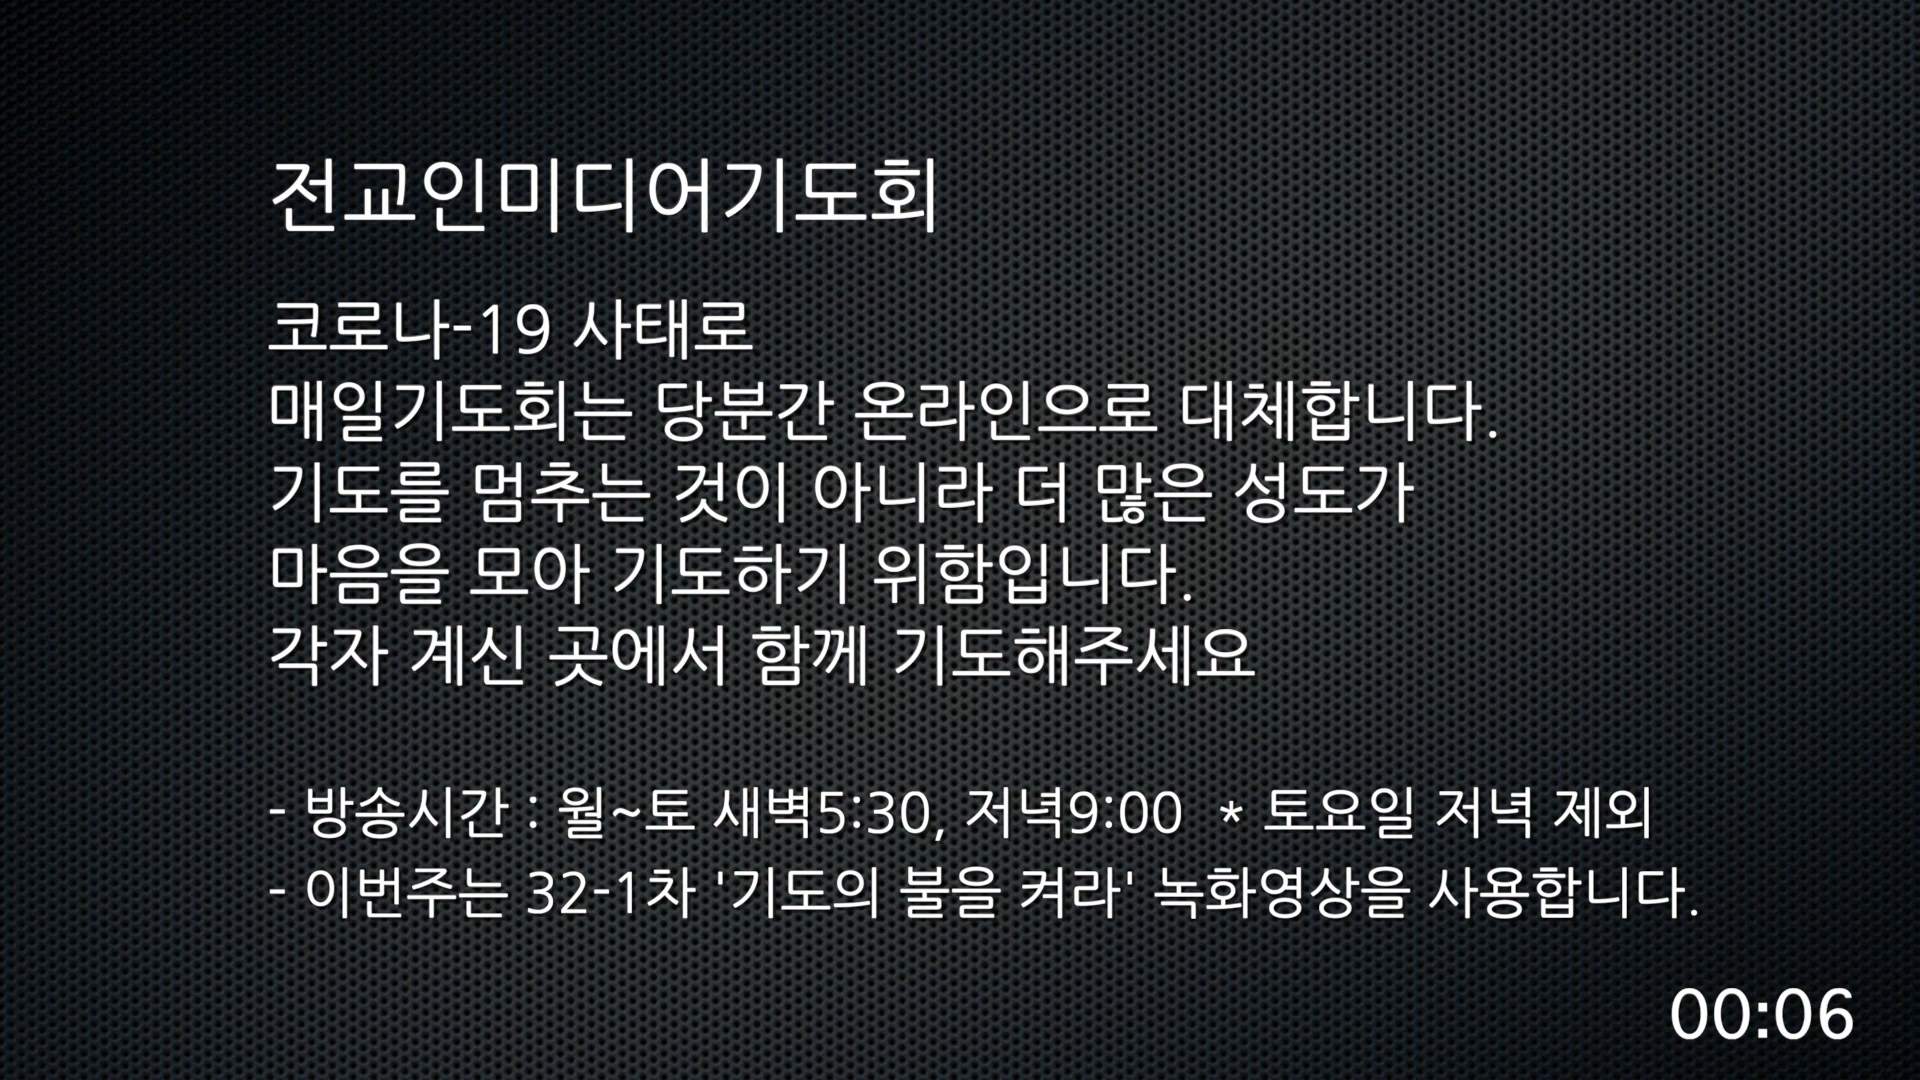 전교인미디어기도회
코로나-19 사태로
매일기도회는 당분간 온라인으로 대체합니다.
기도를 멈추는 것이 아니라 더 많은 성도가
마음을 모아 기도하기 위함입니다.
각자 계신 곳에서 함께 기도해주세요
- 방송시간 : 월~토 새벽5:30, 저녁9:00  * 토요일 저녁 제외
- 이번주는 32-1차 '기도의 불을 켜라' 녹화영상을 사용합니다.
00:06